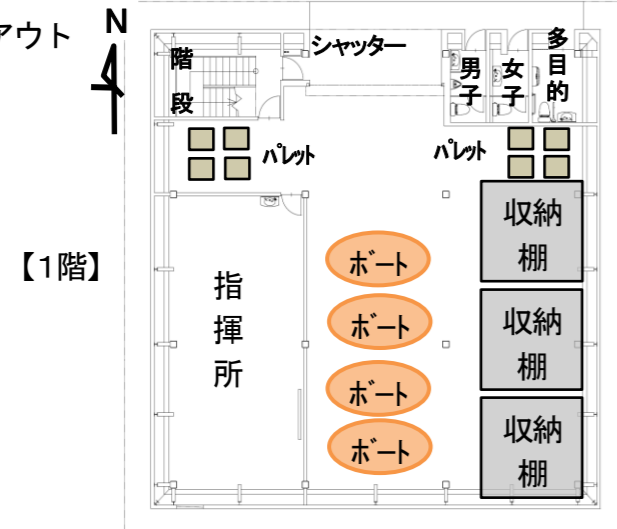 アウト
N
シャッター
階段
男子
女子
多目的
パレット
パレット
収納棚
【1階】
指揮所
ボート
ボート
収納棚
ボート
ボート
収納棚